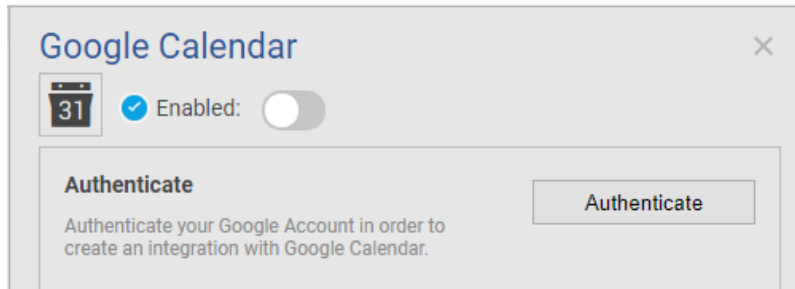 Google Calendar
31
Enabled:
Authenticate
Authenticate
Authenticate your Google Account in order to
create an integration with Google Calendar.